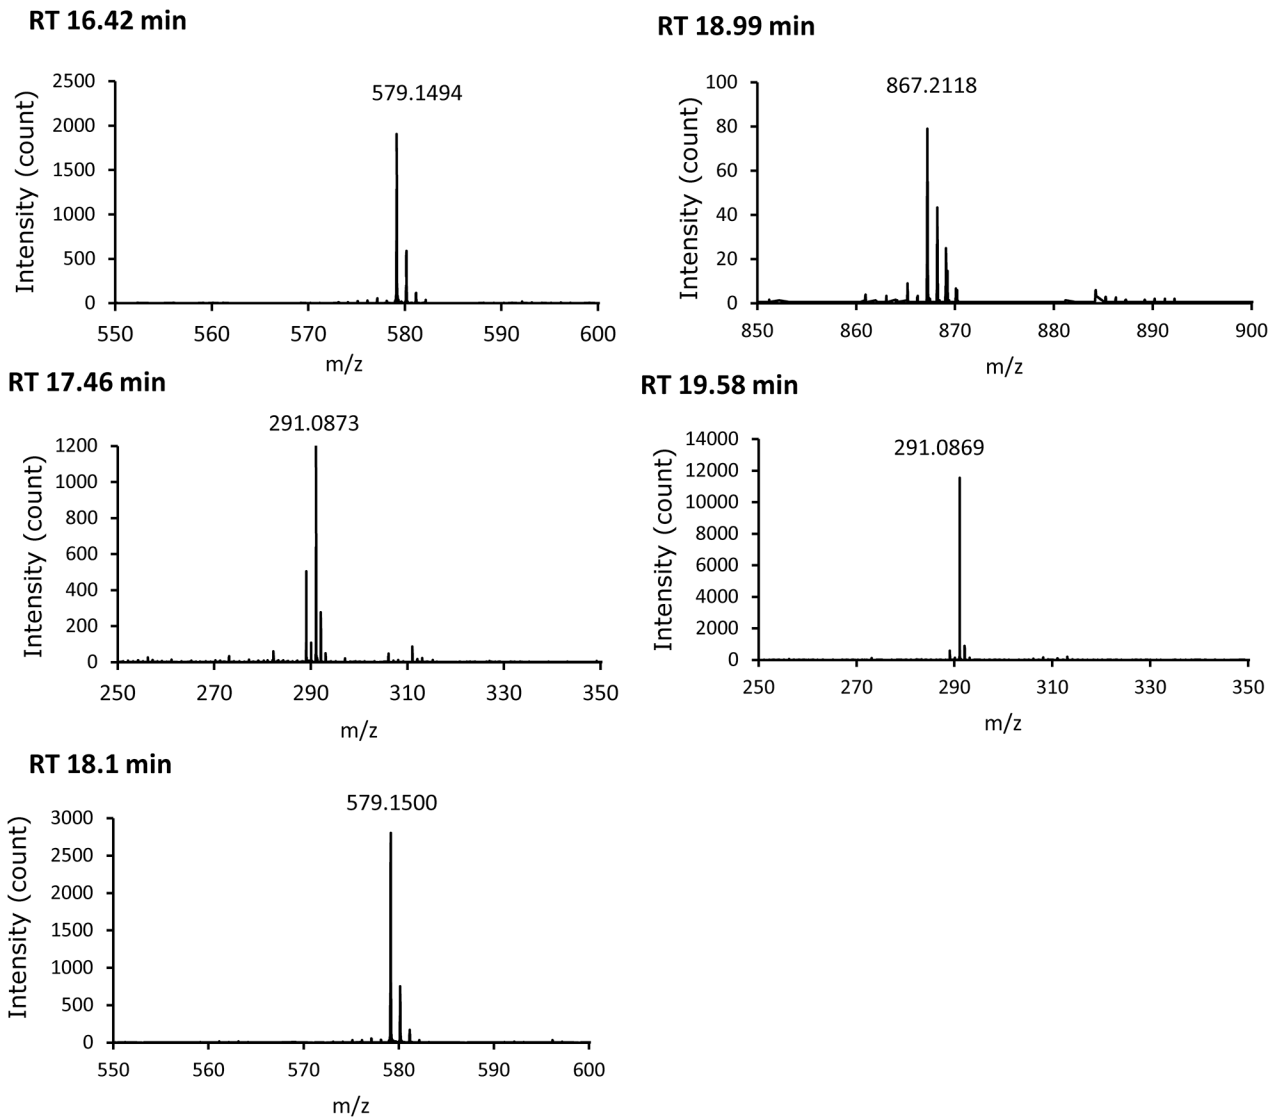 RT 16.42 min
579.1494
Intensity (count)
2500
2000
1500
1000
500
0
550 560 570 580 590 600
m/z
RT 18.99 min
867.2118
Intensity (count)
100
80
60
40
20
0
850 860 870 880 890 900
m/z
RT 17.46 min
291.0873
Intensity (count)
1200
1000
800
600
400
200
0
250 270 290 310 330 350
m/z
RT 19.58 min
291.0869
Intensity (count)
14000
12000
10000
8000
6000
4000
2000
0
250 270 290 310 330 350
m/z
RT 18.1 min
579.1500
Intensity (count)
3000
2500
2000
1500
1000
500
0
550 560 570 580 590 600
m/z